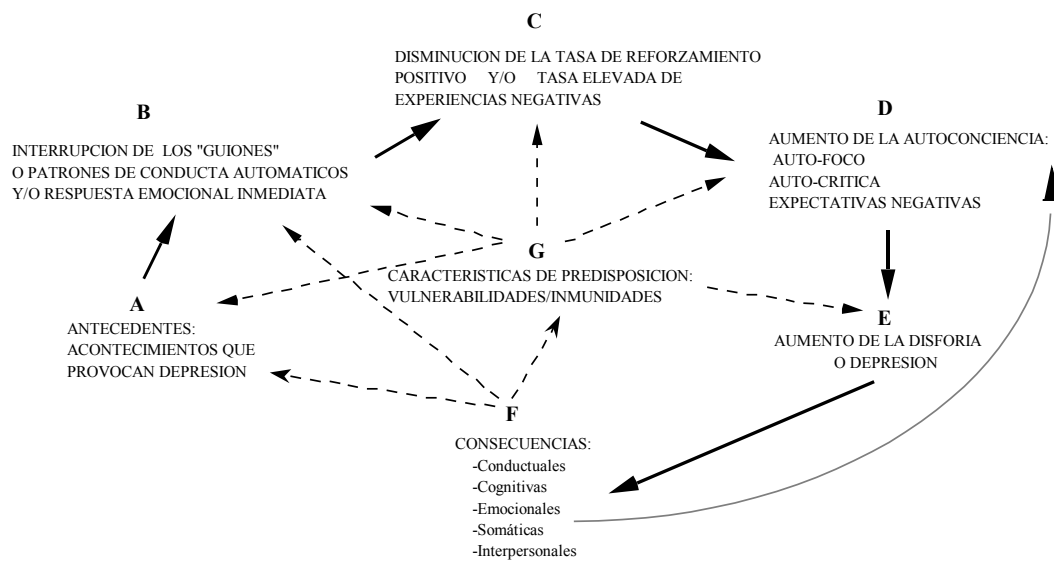 C
DISMINUCION DE LA TASA DE REFORZAMIENTO
POSITIVO Y/O TASA ELEVADA DE
EXPERIENCIAS NEGATIVAS
B
INTERRUPCION DE LOS "GUIONES"
O PATRONES DE CONDUCTA AUTOMATICOS
Y/O RESPUESTA EMOCIONAL INMEDIATA
D
AUMENTO DE LA AUTOCONCIENCIA:
AUTO-FOCO
AUTO-CRITICA
EXPECTATIVAS NEGATIVAS
G
CARACTERISTICAS DE PREDISPOSICION:
VULNERABILIDADES/INMUNIDADES
A
ANTECEDENTES:
ACONTECIMIENTOS QUE
PROVOCAN DEPRESION
E
AUMENTO DE LA DISFORIA
O DEPRESION
F
CONSECUENCIAS:
-Conductuales
-Cognitivas
-Emocionales
-Somáticas
-Interpersonales